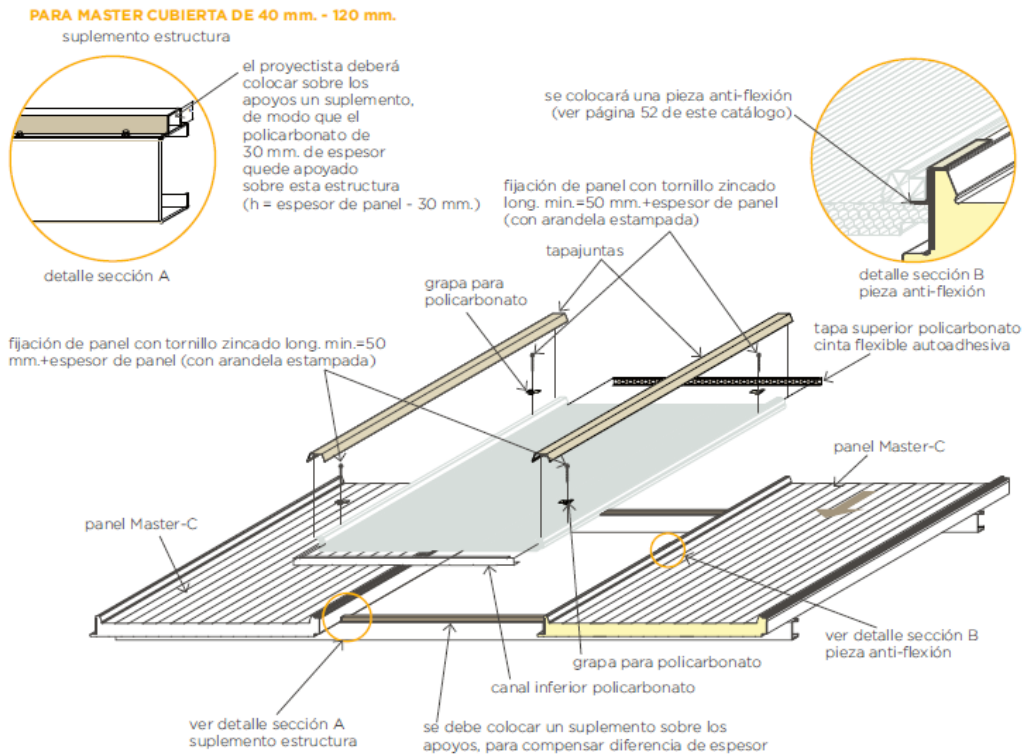 PARA MASTER CUBIERTA DE 40 mm. - 120 mm.
suplemento estructura
el proyectista deberá
colocar sobre los
apoyos un suplemento,
de modo que el
policarbonato de
30 mm. de espesor
quede apoyado
sobre esta estructura
(h = espesor de panel - 30 mm.)
detalle sección A
se colocará una pieza anti-flexión
(ver página 52 de este catálogo)
detalle sección B
pieza anti-flexión
fijación de panel con tornillo zincado
long. min.=50 mm.+espesor de panel
(con arandela estampada)
tapajuntas
grapa para
policarbonato
tapa superior policarbonato
cinta flexible autoadhesiva
fijación de panel con tornillo zincado long. min.=50
mm.+espesor de panel (con arandela estampada)
panel Master-C
panel Master-C
ver detalle sección B
pieza anti-flexión
grapa para policarbonato
canal inferior policarbonato
ver detalle sección A
suplemento estructura
se debe colocar un suplemento sobre los
apoyos, para compensar diferencia de espesor